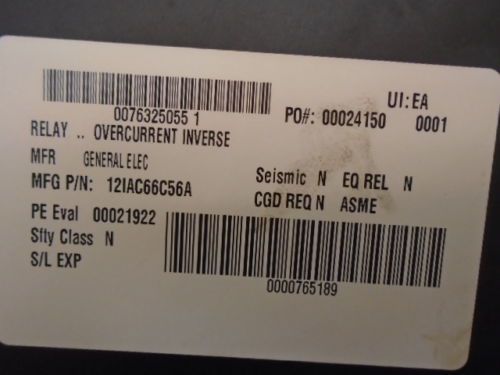 UI:EA
0076325055 1 PO#: 00024150 0001
RELAY .. OVERCURRENT INVERSE
MFR GENERAL ELEC
MFG P/N: 12IAC66C56A Seismic N EQ REL N
CGD REQ N ASME
PE Eval 00021922
Sfty Class N
S/L EXP
0000765189